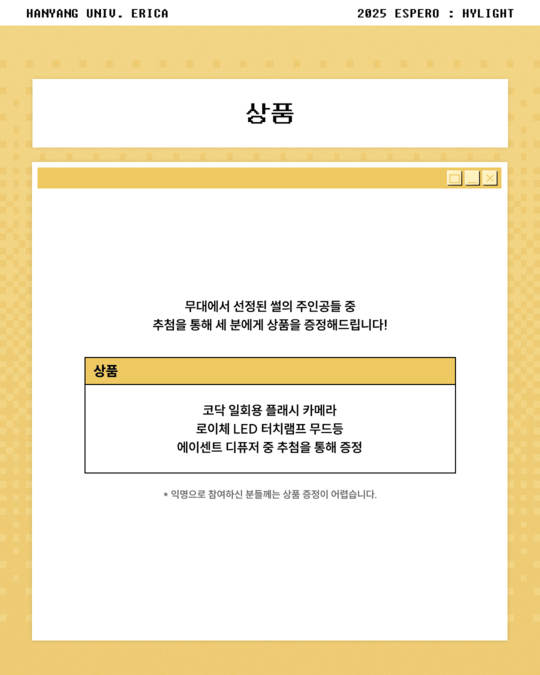 HANYANG UNIV. ERICA
2025 ESPERO : HYLIGHT
상품
무대에서 선정된 썰의 주인공들 중
추첨을 통해 세 분에게 상품을 증정해드립니다!
상품
코닥 일회용 플래시 카메라
로이체 LED 터치램프 무드등
에이센트 디퓨저 중 추첨을 통해 증정
* 익명으로 참여하신 분들께는 상품 증정이 어렵습니다.